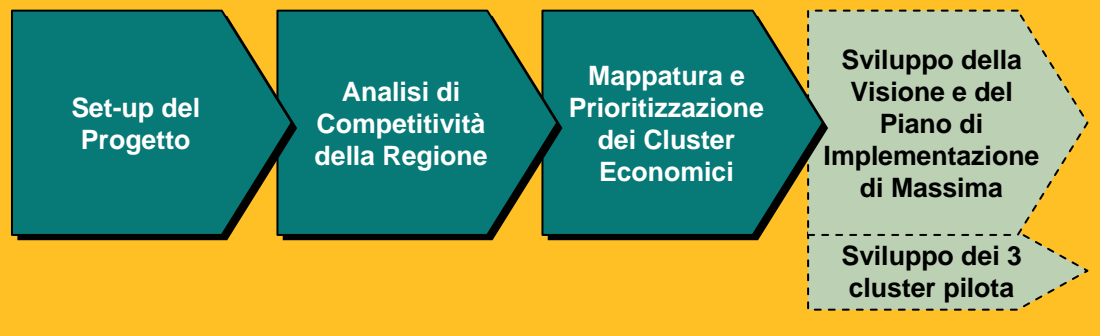 Set-up del
Progetto
Analisi di
Competitività
della Regione
Mappatura e
Prioritizzazione
dei Cluster
Economici
Sviluppo della
Visione e del
Piano di
Implementazione
di Massima
Sviluppo dei 3
cluster pilota